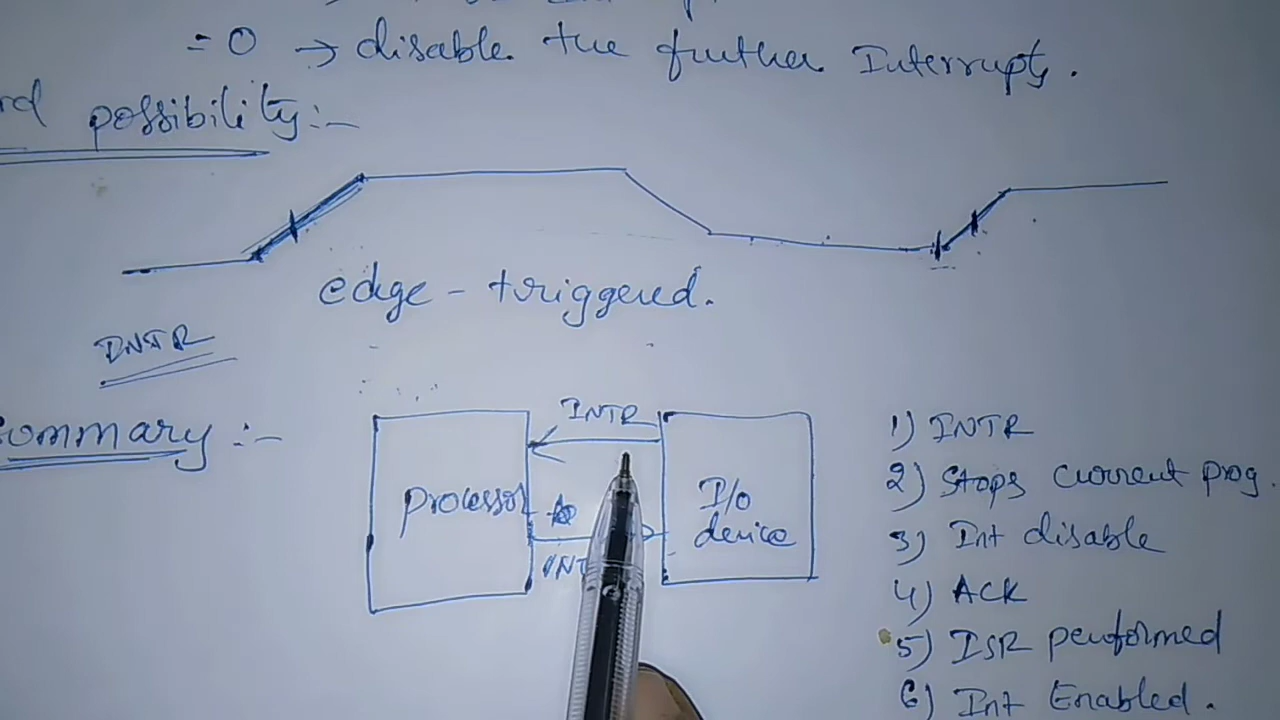 = 0 → disable the further Interrupts.
possibility:-
edge - triggered.
INTR
Summary :-
INTR
processor
I/o
device
1) INTR
2) Stops current prog.
3) Int disable
4) ACK
5) ISR performed
6) Int Enabled.